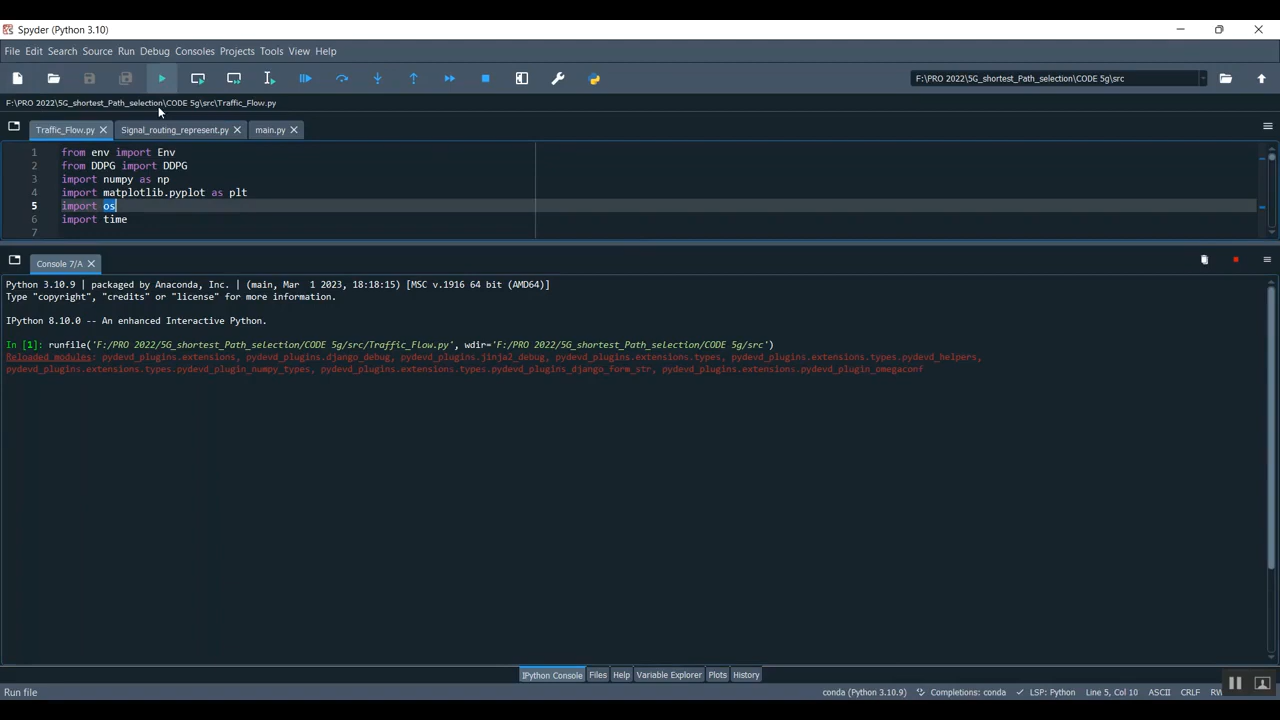 Spyder (Python 3.10)
File Edit Search Source Run Debug Consoles Projects Tools View Help
F:\PRO 2022\5G_shortest_Path_selection\CODE 5g\src
F:\PRO 2022\5G_shortest_Path_selection\CODE 5g\src\Traffic_Flow.py
Traffic_Flow.py Signal_routing_represent.py main.py
1 from env import Env
2 from DDPG import DDPG
3 import numpy as np
4 import matplotlib.pyplot as plt
5 import os
6 import time
7
Console 7/A
Python 3.10.9 | packaged by Anaconda, Inc. | (main, Mar  1 2023, 18:18:15) [MSC v.1916 64 bit (AMD64)]
Type "copyright", "credits" or "license" for more information.
IPython 8.10.0 -- An enhanced Interactive Python.
In [1]: runfile('F:/PRO 2022/5G_shortest_Path_selection/CODE 5g/src/Traffic_Flow.py', wdir='F:/PRO 2022/5G_shortest_Path_selection/CODE 5g/src')
Reloaded modules: pydevd_plugins.extensions, pydevd_plugins.django_debug, pydevd_plugins.jinja2_debug, pydevd_plugins.extensions.types, pydevd_plugins.extensions.types.pydevd_helpers,
pydevd_plugins.extensions.types.pydevd_plugin_numpy_types, pydevd_plugins.extensions.types.pydevd_plugins_django_form_str, pydevd_plugins.extensions.pydevd_plugin_omegaconf
IPython Console Files Help Variable Explorer Plots History
Run file conda (Python 3.10.9) Completions: conda LSP: Python Line 5, Col 10 ASCII CRLF RW